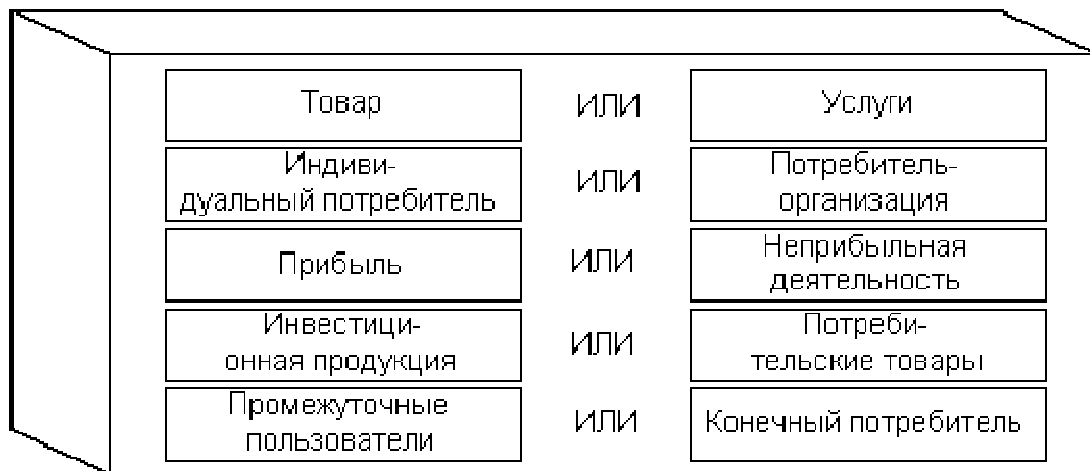 Товар ИЛИ Услуги
Индиви- Потребитель-
дуальный потребитель ИЛИ организация
Прибыль ИЛИ Неприбыльная
деятельность
Инвестици- Потреби-
онная продукция ИЛИ тельские товары
Промежуточные
пользователи ИЛИ Конечный потребитель